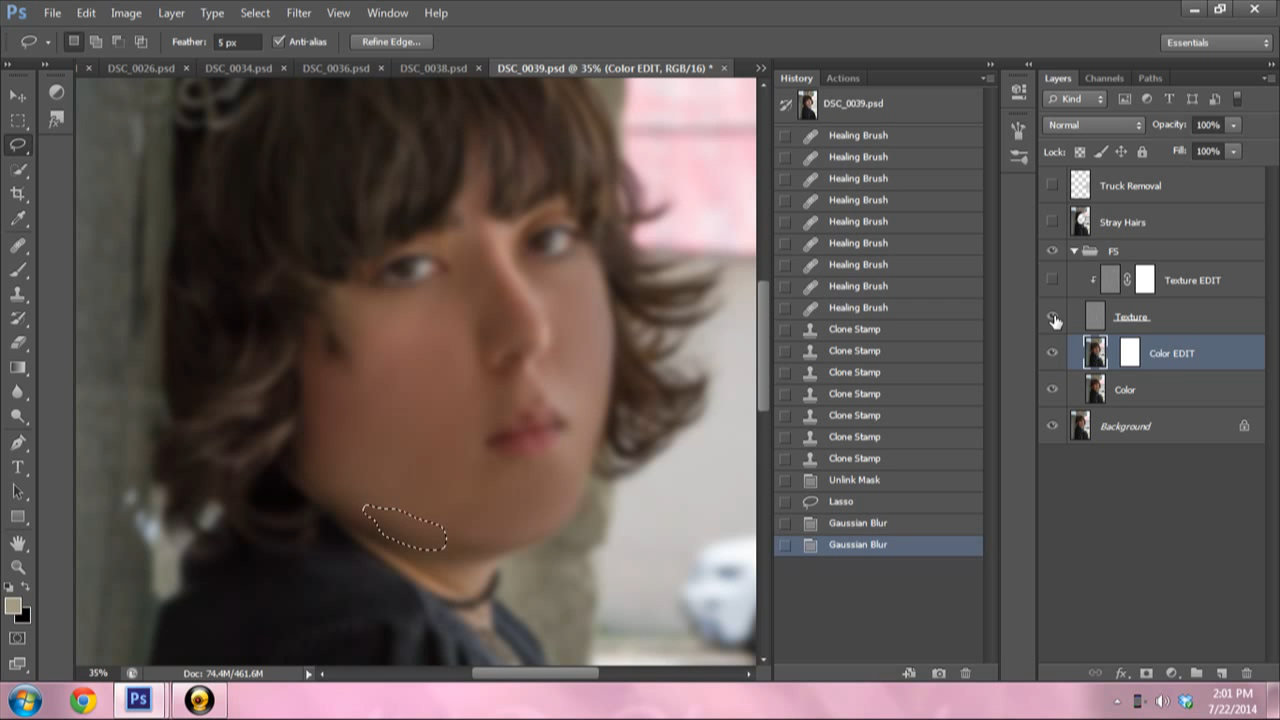 Ps File Edit Image Layer Type Select Filter View Window Help
Feather: 5 px Anti-alias Refine Edge... Essentials
DSC_0026.psd × DSC_0034.psd × DSC_0036.psd × DSC_0038.psd × DSC_0039.psd @ 35% (Color EDIT, RGB/16) * ×
History Actions
DSC_0039.psd
Healing Brush
Healing Brush
Healing Brush
Healing Brush
Healing Brush
Healing Brush
Healing Brush
Healing Brush
Healing Brush
Clone Stamp
Clone Stamp
Clone Stamp
Clone Stamp
Clone Stamp
Clone Stamp
Clone Stamp
Unlink Mask
Lasso
Gaussian Blur
Gaussian Blur
Layers Channels Paths
Kind
Normal Opacity: 100%
Lock: Fill: 100%
Truck Removal
Stray Hairs
FS
Texture EDIT
Texture
Color EDIT
Color
Background
35% Doc: 74.4M/461.6M
Ps
2:01 PM
7/22/2014